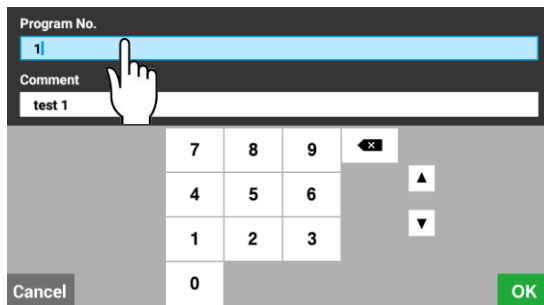 Program No.
1
Comment
test 1
7 8 9
4 5 6
1 2 3
0
Cancel OK